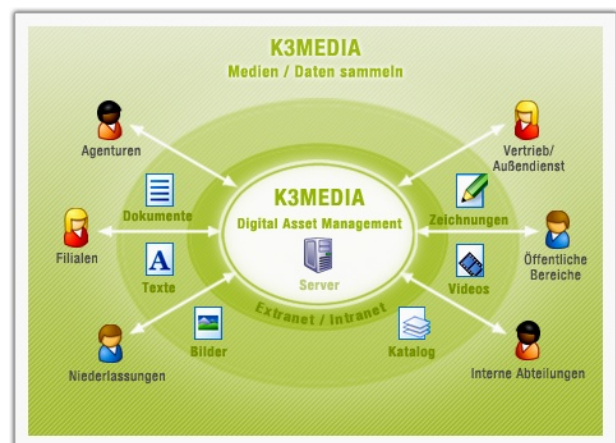 K3MEDIA
Medien / Daten sammeln
Agenturen
Vertrieb/
Außendienst
Dokumente
K3MEDIA
Digital Asset Management
Zeichnungen
Filialen
Texte
Server
Videos
Öffentliche
Bereiche
Extranet / Intranet
Bilder
Katalog
Niederlassungen
Interne Abteilungen
A